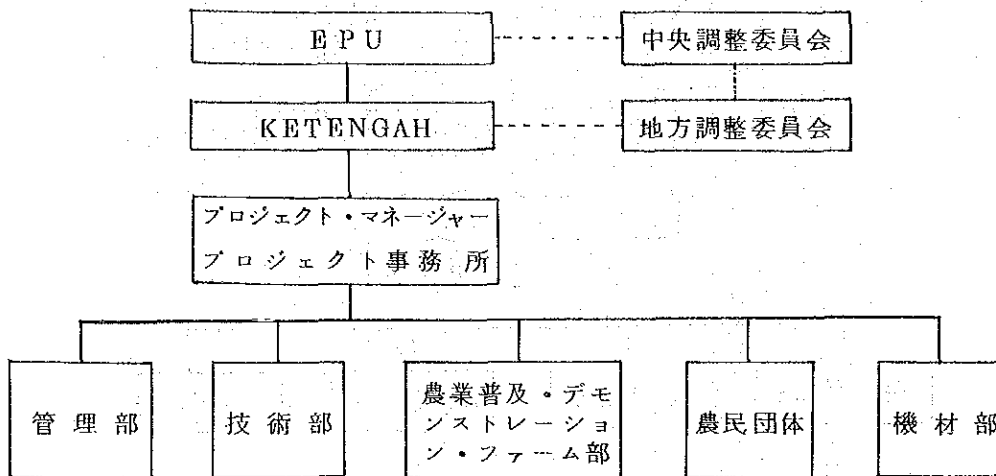 EPU
中央調整委員会
KETENGAH
地方調整委員会
プロジェクト・マネージャー
プロジェクト事務所
管理部
技術部
農業普及・デモ
ンストレーショ
ン・ファーム部
農民団体
機材部